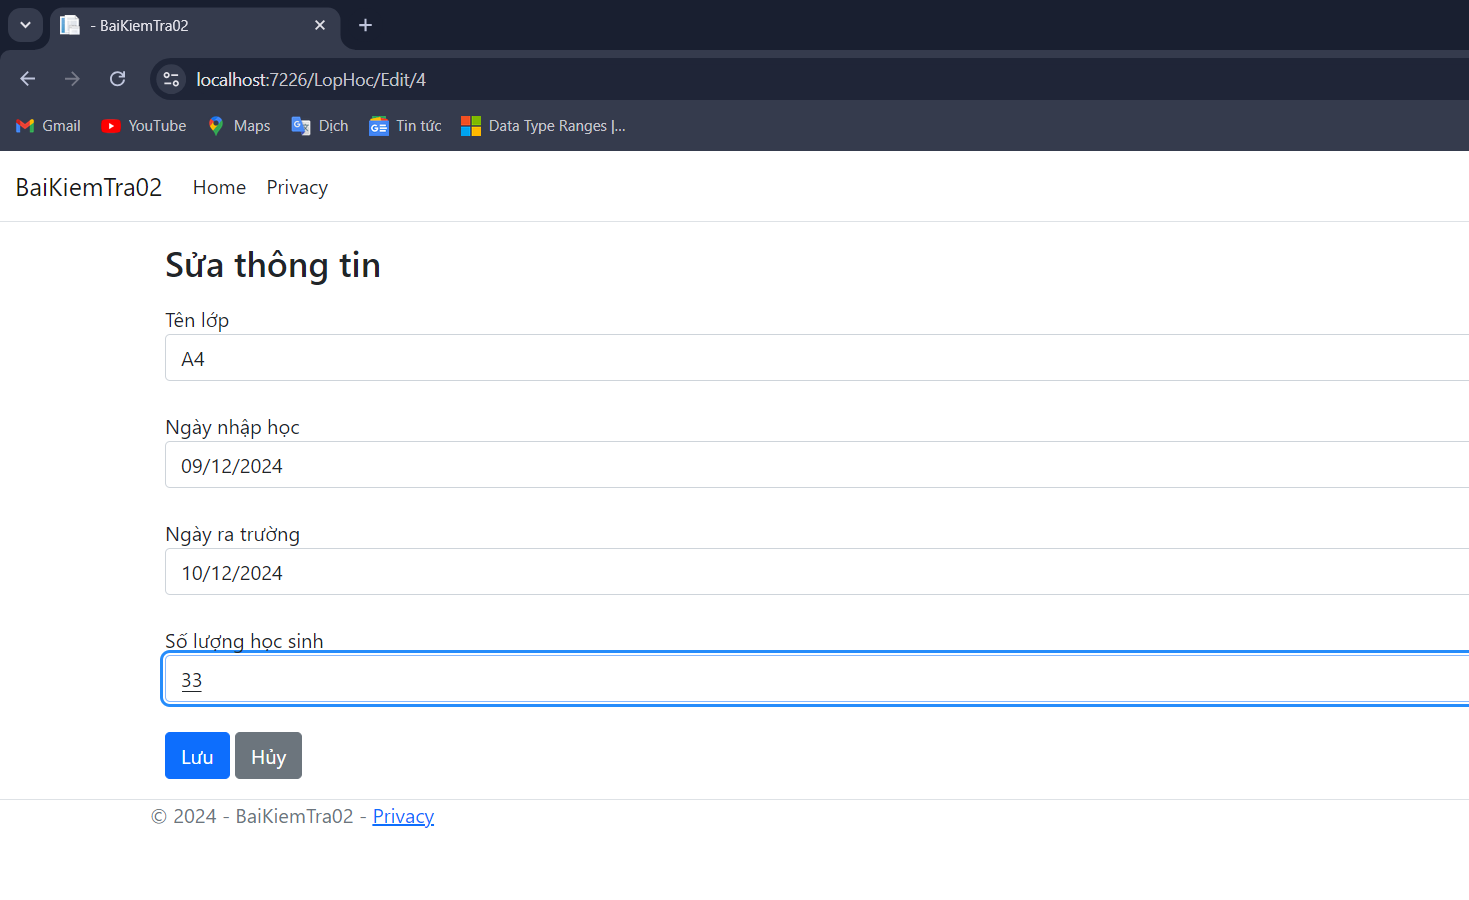 - BaiKiemTra02
localhost:7226/LopHoc/Edit/4
Gmail YouTube Maps Dịch Tin tức Data Type Ranges |...
BaiKiemTra02 Home Privacy
Sửa thông tin
Tên lớp
A4
Ngày nhập học
09/12/2024
Ngày ra trường
10/12/2024
Số lượng học sinh
33
Lưu Hủy
© 2024 - BaiKiemTra02 - Privacy